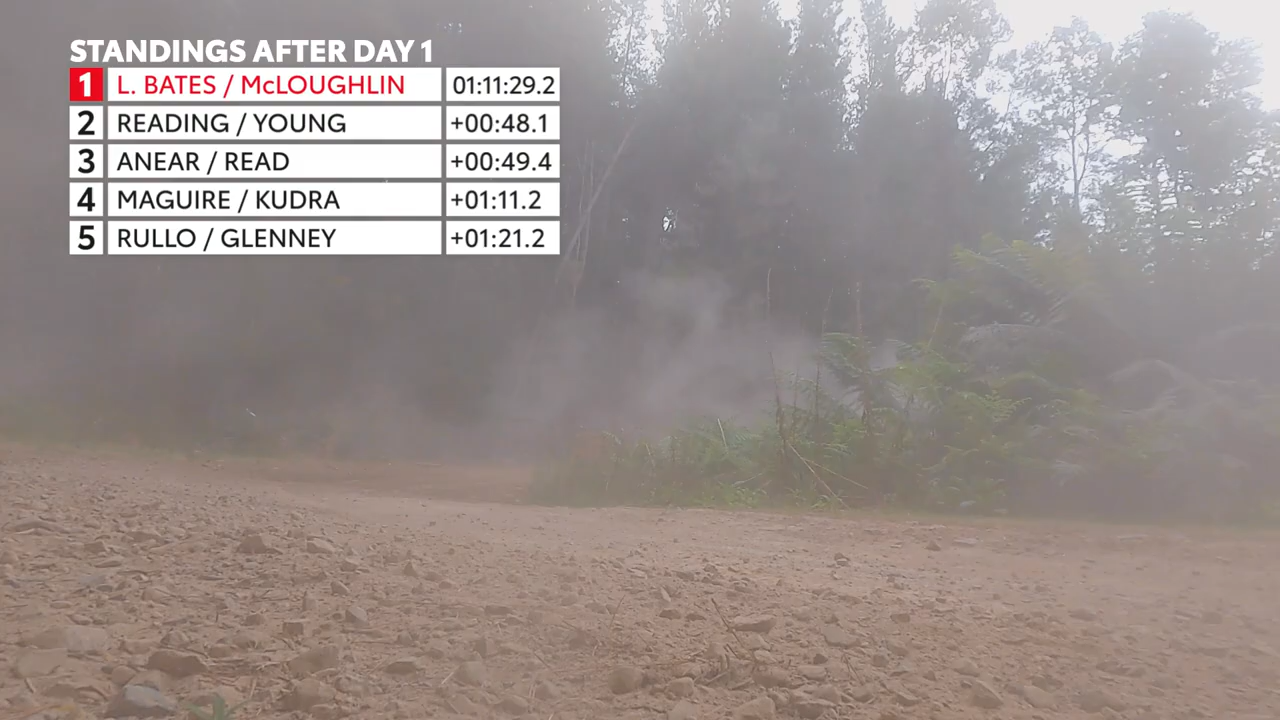 STANDINGS AFTER DAY 1
1 L. BATES / McLOUGHLIN 01:11:29.2
2 READING / YOUNG +00:48.1
3 ANEAR / READ +00:49.4
4 MAGUIRE / KUDRA +01:11.2
5 RULLO / GLENNEY +01:21.2